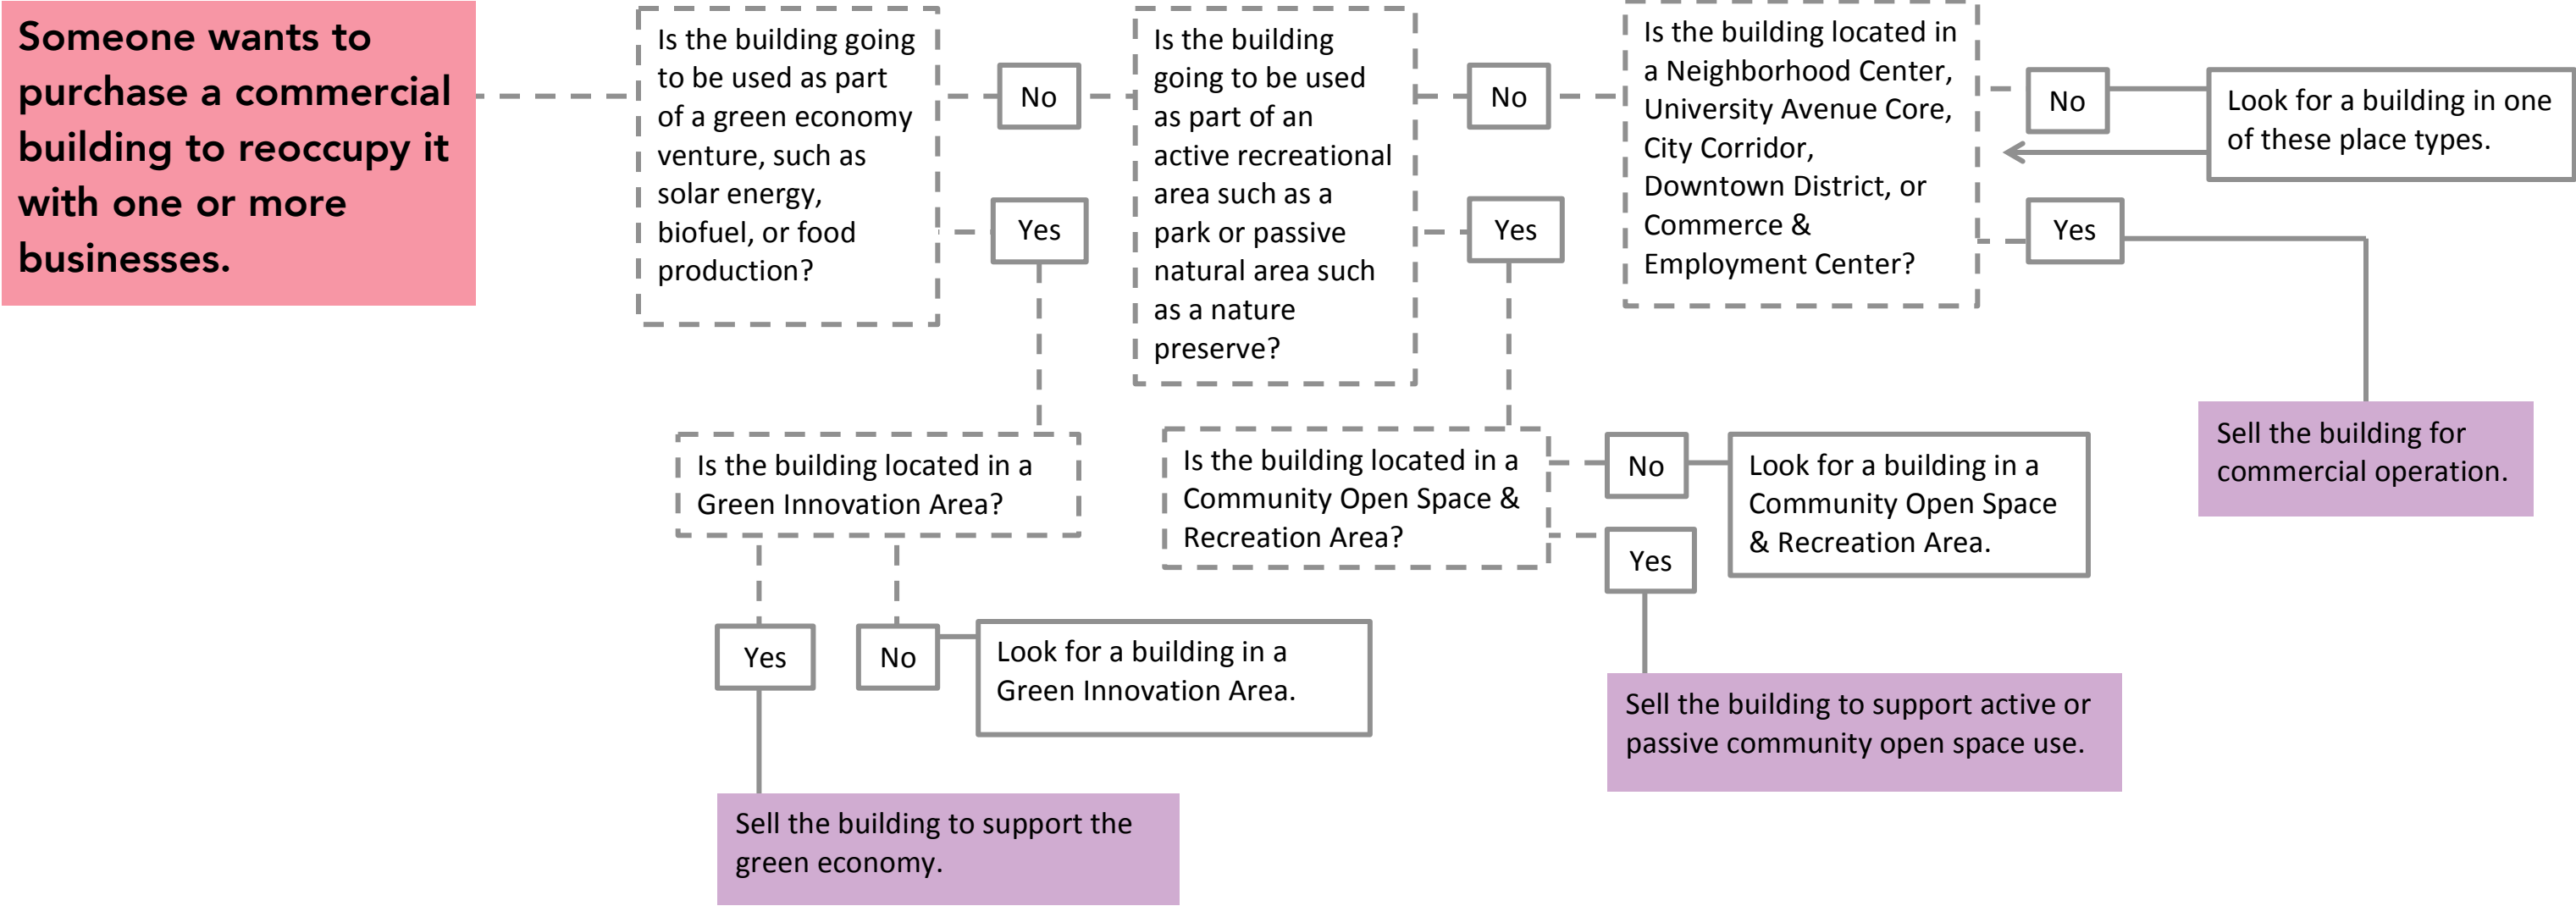 Someone wants to
purchase a commercial
building to reoccupy it
with one or more
businesses.
Is the building going
to be used as part
of a green economy
venture, such as
solar energy,
biofuel, or food
production?
No
Yes
Is the building
going to be used
as part of an
active recreational
area such as a
park or passive
natural area such
as a nature
preserve?
No
Yes
Is the building located in
a Neighborhood Center,
University Avenue Core,
City Corridor,
Downtown District, or
Commerce &
Employment Center?
No
Look for a building in one
of these place types.
Yes
Sell the building for
commercial operation.
Is the building located in a
Green Innovation Area?
Yes
No
Look for a building in a
Green Innovation Area.
Sell the building to support the
green economy.
Is the building located in a
Community Open Space &
Recreation Area?
No
Look for a building in a
Community Open Space
& Recreation Area.
Yes
Sell the building to support active or
passive community open space use.